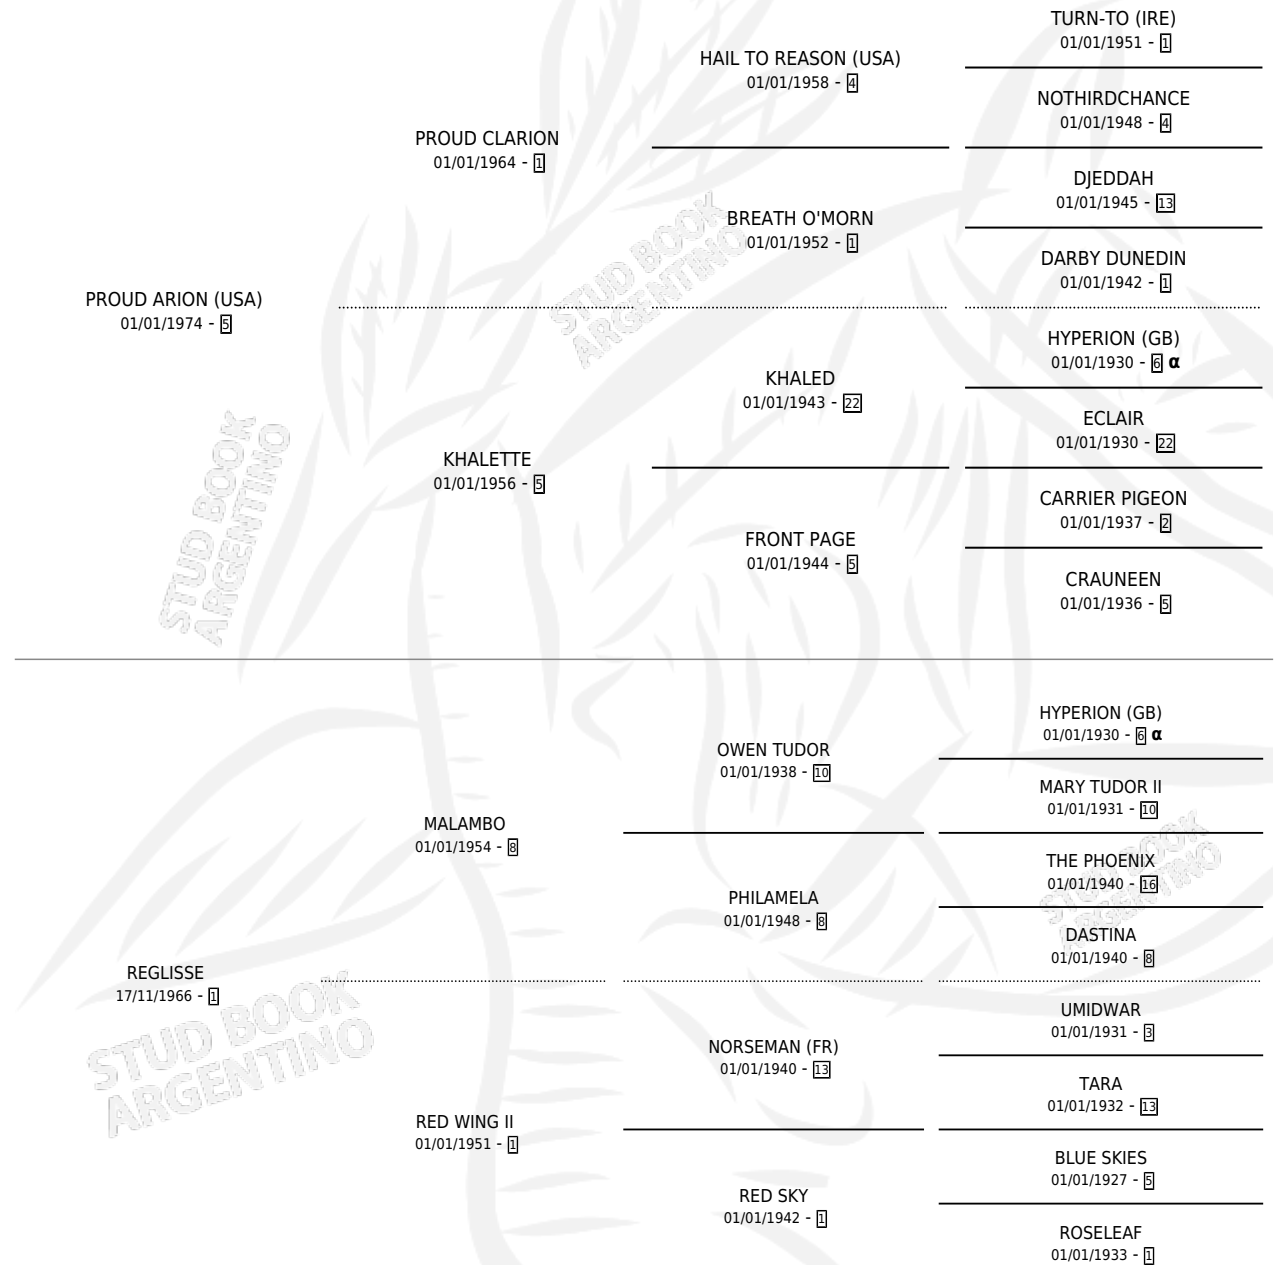 TURN-TO (IRE)
01/01/1951 - 1
HAIL TO REASON (USA)
01/01/1958 - 4
NOTHIRDCHANCE
01/01/1948 - 4
PROUD CLARION
01/01/1964 - 1
DJEDDAH
01/01/1945 - 13
BREATH O'MORN
01/01/1952 - 1
DARBY DUNEDIN
01/01/1942 - 1
PROUD ARION (USA)
01/01/1974 - 5
HYPERION (GB)
01/01/1930 - 6 α
KHALED
01/01/1943 - 22
ECLAIR
01/01/1930 - 22
KHALETTE
01/01/1956 - 5
CARRIER PIGEON
01/01/1937 - 2
FRONT PAGE
01/01/1944 - 5
CRAUNEEN
01/01/1936 - 5
HYPERION (GB)
01/01/1930 - 6 α
OWEN TUDOR
01/01/1938 - 10
MARY TUDOR II
01/01/1931 - 10
MALAMBO
01/01/1954 - 8
THE PHOENIX
01/01/1940 - 16
PHILAMELA
01/01/1948 - 8
DASTINA
01/01/1940 - 8
REGLISSE
17/11/1966 - 1
UMIDWAR
01/01/1931 - 3
NORSEMAN (FR)
01/01/1940 - 13
TARA
01/01/1932 - 13
RED WING II
01/01/1951 - 1
BLUE SKIES
01/01/1927 - 5
RED SKY
01/01/1942 - 1
ROSELEAF
01/01/1933 - 1
STUD BOOK
ARGENTINO
STUD BOOK
ARGENTINO
STUD BOOK
ARGENTINO
STUD BOOK
ARGENTINO